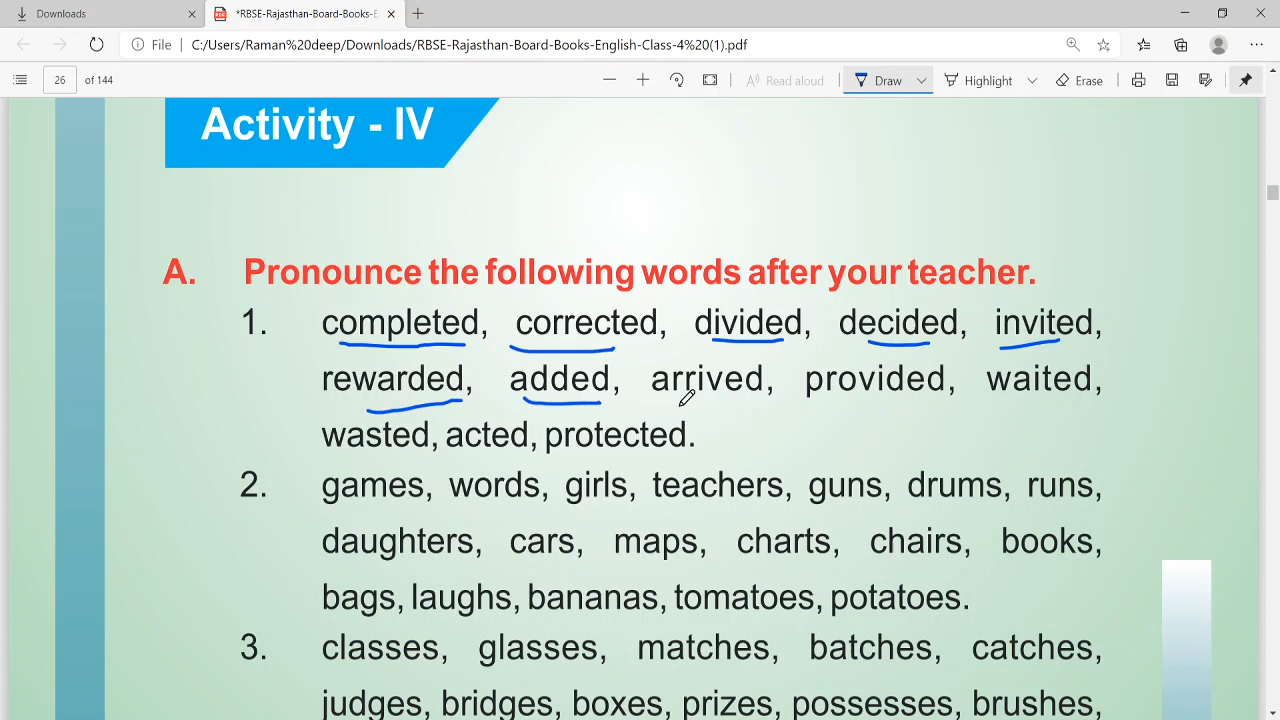 Downloads
*RBSE-Rajasthan-Board-Books-E
File C:/Users/Raman%20deep/Downloads/RBSE-Rajasthan-Board-Books-English-Class-4%20(1).pdf
26 of 144 Read aloud Draw Highlight Erase
Activity - IV
A. Pronounce the following words after your teacher.
1. completed, corrected, divided, decided, invited,
rewarded, added, arrived, provided, waited,
wasted, acted, protected.
2. games, words, girls, teachers, guns, drums, runs,
daughters, cars, maps, charts, chairs, books,
bags, laughs, bananas, tomatoes, potatoes.
3. classes, glasses, matches, batches, catches,
judges, bridges, boxes, prizes, possesses, brushes,